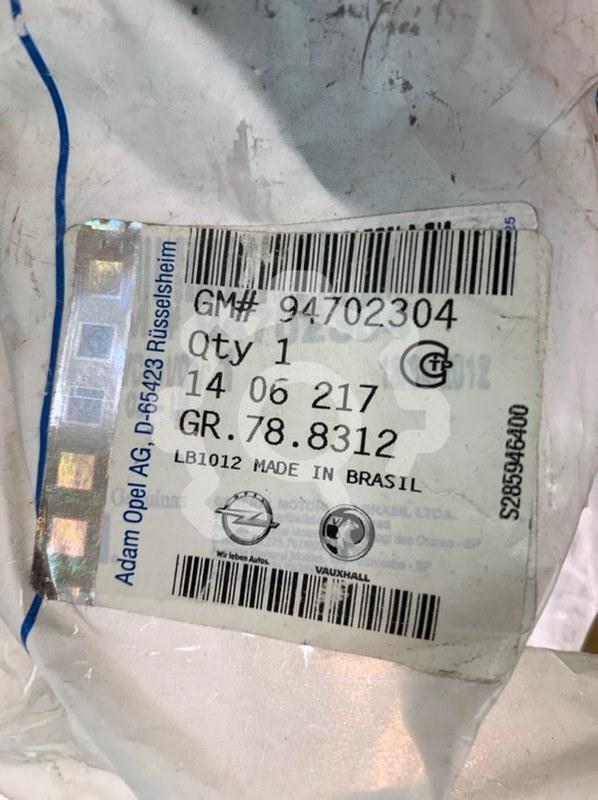 GM# 94702304
Qty 1
14 06 217
GR.78.8312
LB1012 MADE IN BRASIL
Wir leben Autos.
VAUXHALL
Adam Opel AG, D-65423 Rüsselsheim
S285946400